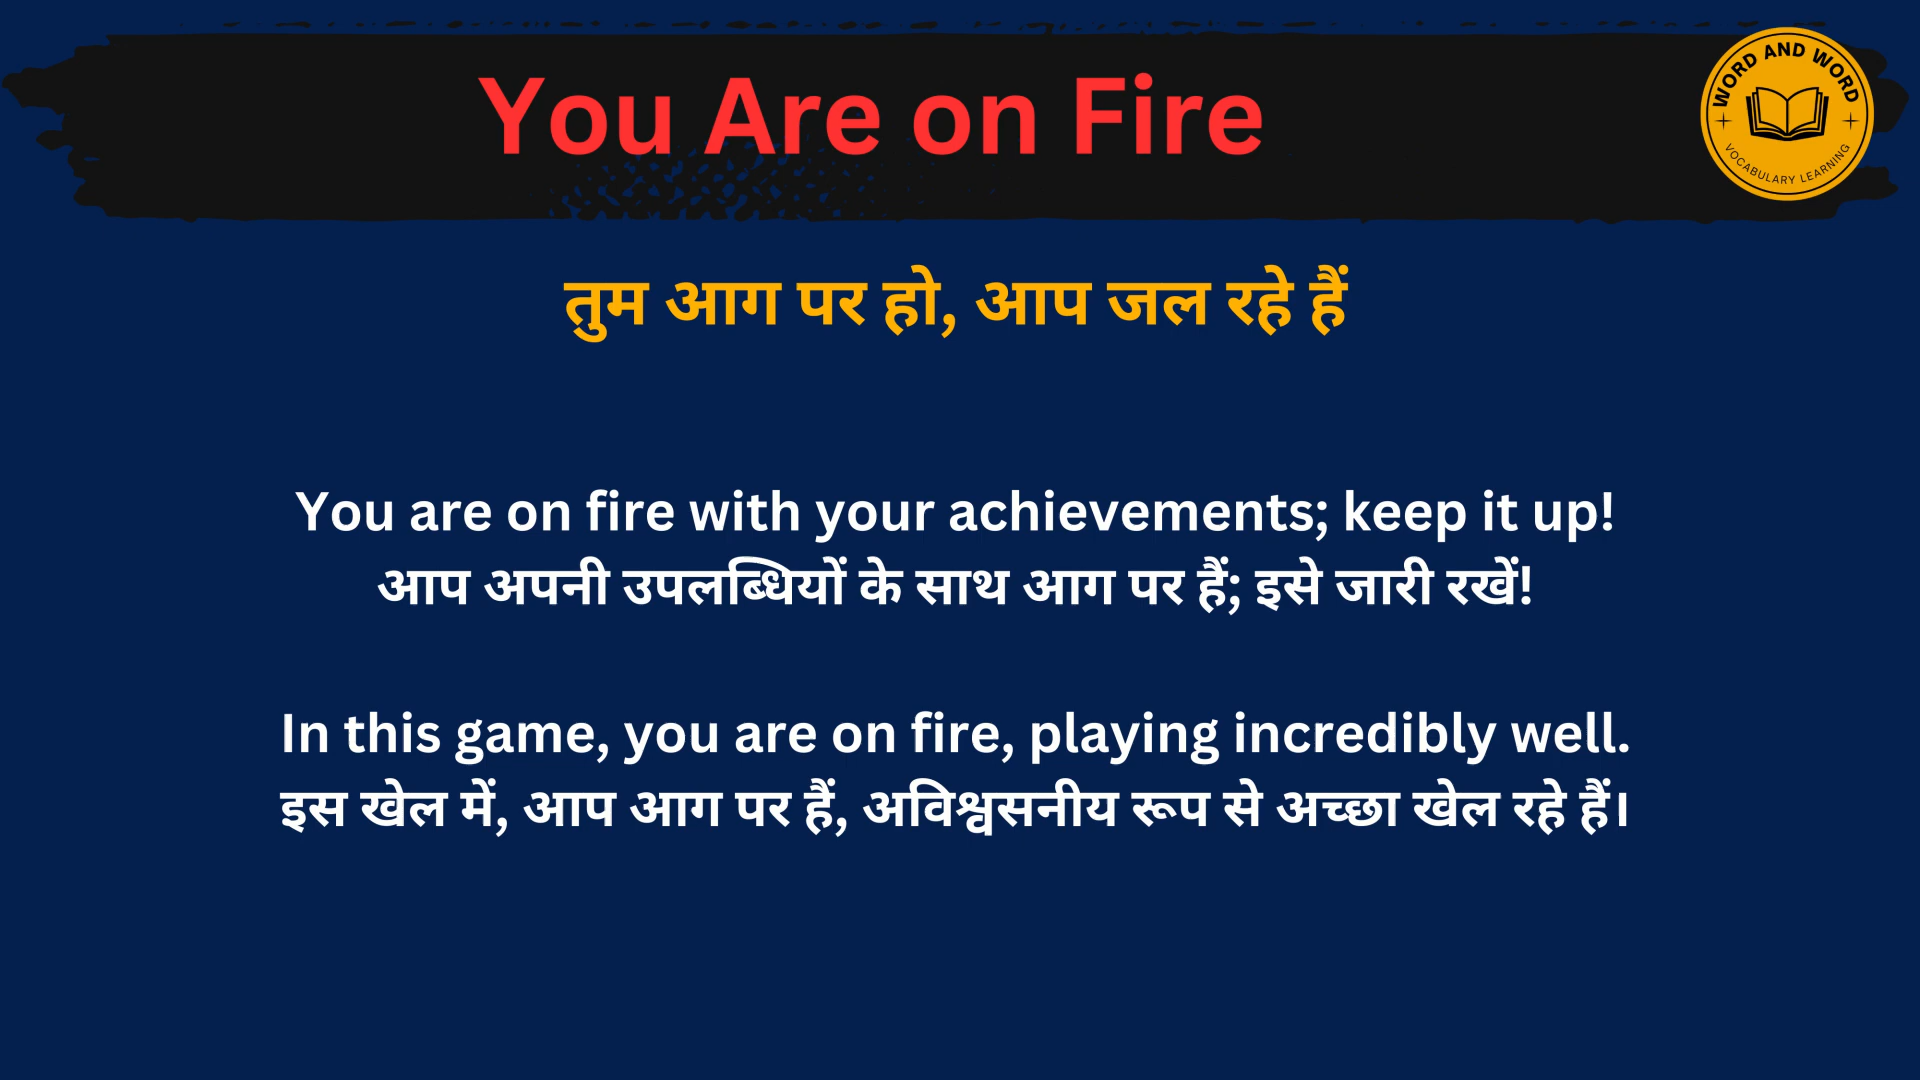 You Are on Fire
WORD AND WORD
VOCABULARY LEARNING
तुम आग पर हो, आप जल रहे हैं
You are on fire with your achievements; keep it up!
आप अपनी उपलब्धियों के साथ आग पर हैं; इसे जारी रखें!
In this game, you are on fire, playing incredibly well.
इस खेल में, आप आग पर हैं, अविश्वसनीय रूप से अच्छा खेल रहे हैं।